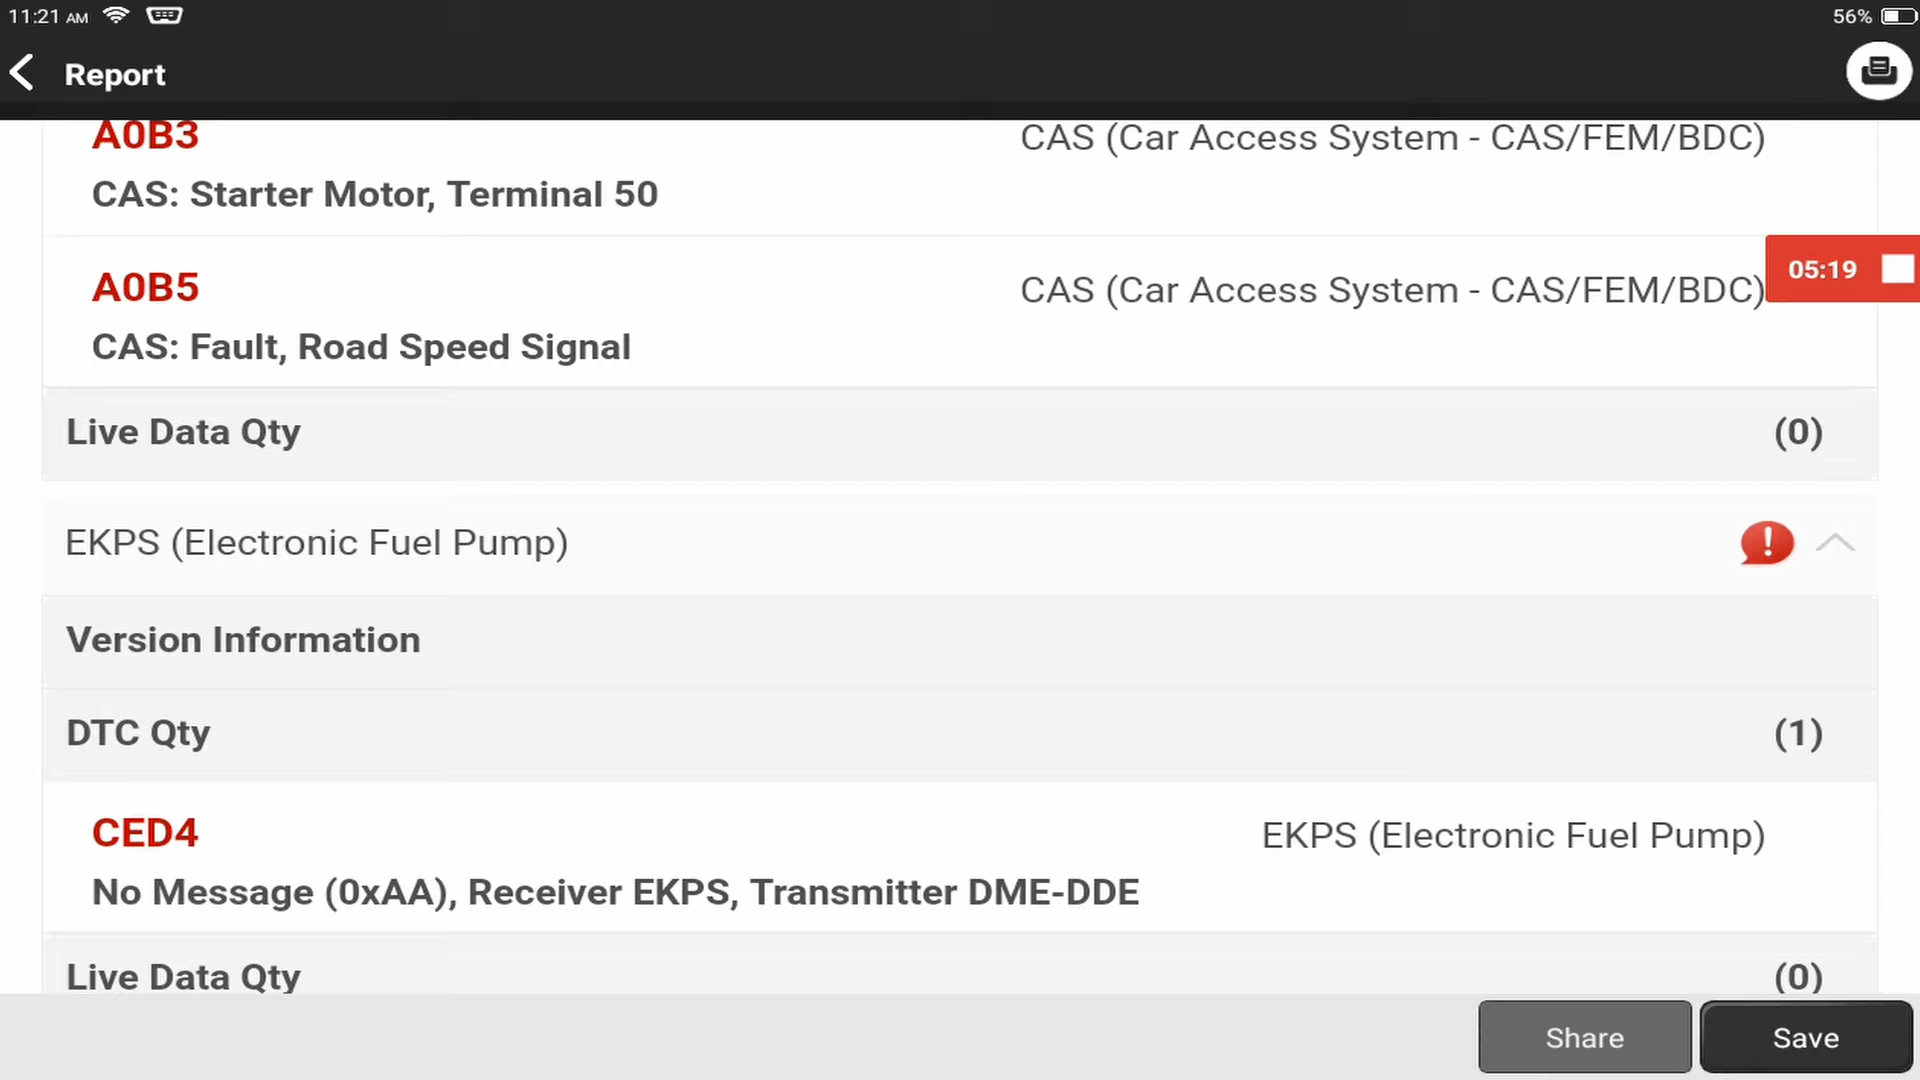 11:21 AM
56%
Report
A0B3
CAS (Car Access System - CAS/FEM/BDC)
CAS: Starter Motor, Terminal 50
A0B5
CAS (Car Access System - CAS/FEM/BDC)
05:19
CAS: Fault, Road Speed Signal
Live Data Qty
(0)
EKPS (Electronic Fuel Pump)
Version Information
DTC Qty
(1)
CED4
EKPS (Electronic Fuel Pump)
No Message (0xAA), Receiver EKPS, Transmitter DME-DDE
Live Data Qty
(0)
Share
Save